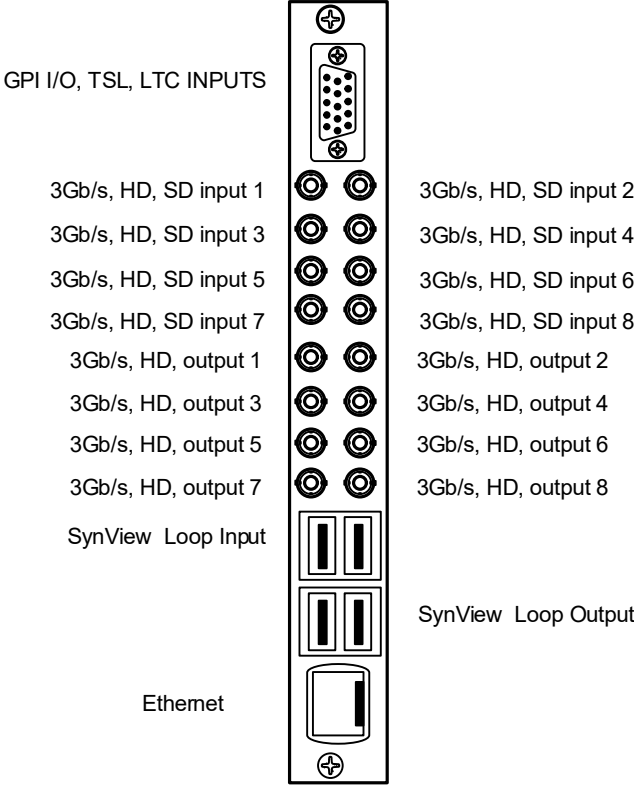 GPI I/O, TSL, LTC INPUTS
3Gb/s, HD, SD input 1
3Gb/s, HD, SD input 2
3Gb/s, HD, SD input 3
3Gb/s, HD, SD input 4
3Gb/s, HD, SD input 5
3Gb/s, HD, SD input 6
3Gb/s, HD, SD input 7
3Gb/s, HD, SD input 8
3Gb/s, HD, output 1
3Gb/s, HD, output 2
3Gb/s, HD, output 3
3Gb/s, HD, output 4
3Gb/s, HD, output 5
3Gb/s, HD, output 6
3Gb/s, HD, output 7
3Gb/s, HD, output 8
SynView Loop Input
SynView Loop Output
Ethernet